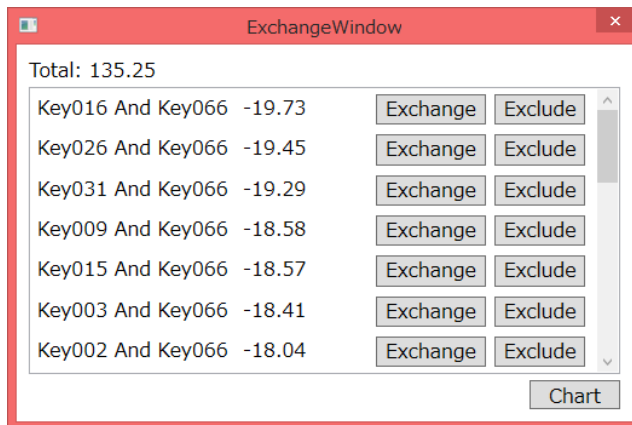 ExchangeWindow
Total: 135.25
Key016 And Key066 -19.73 Exchange Exclude
Key026 And Key066 -19.45 Exchange Exclude
Key031 And Key066 -19.29 Exchange Exclude
Key009 And Key066 -18.58 Exchange Exclude
Key015 And Key066 -18.57 Exchange Exclude
Key003 And Key066 -18.41 Exchange Exclude
Key002 And Key066 -18.04 Exchange Exclude
Chart